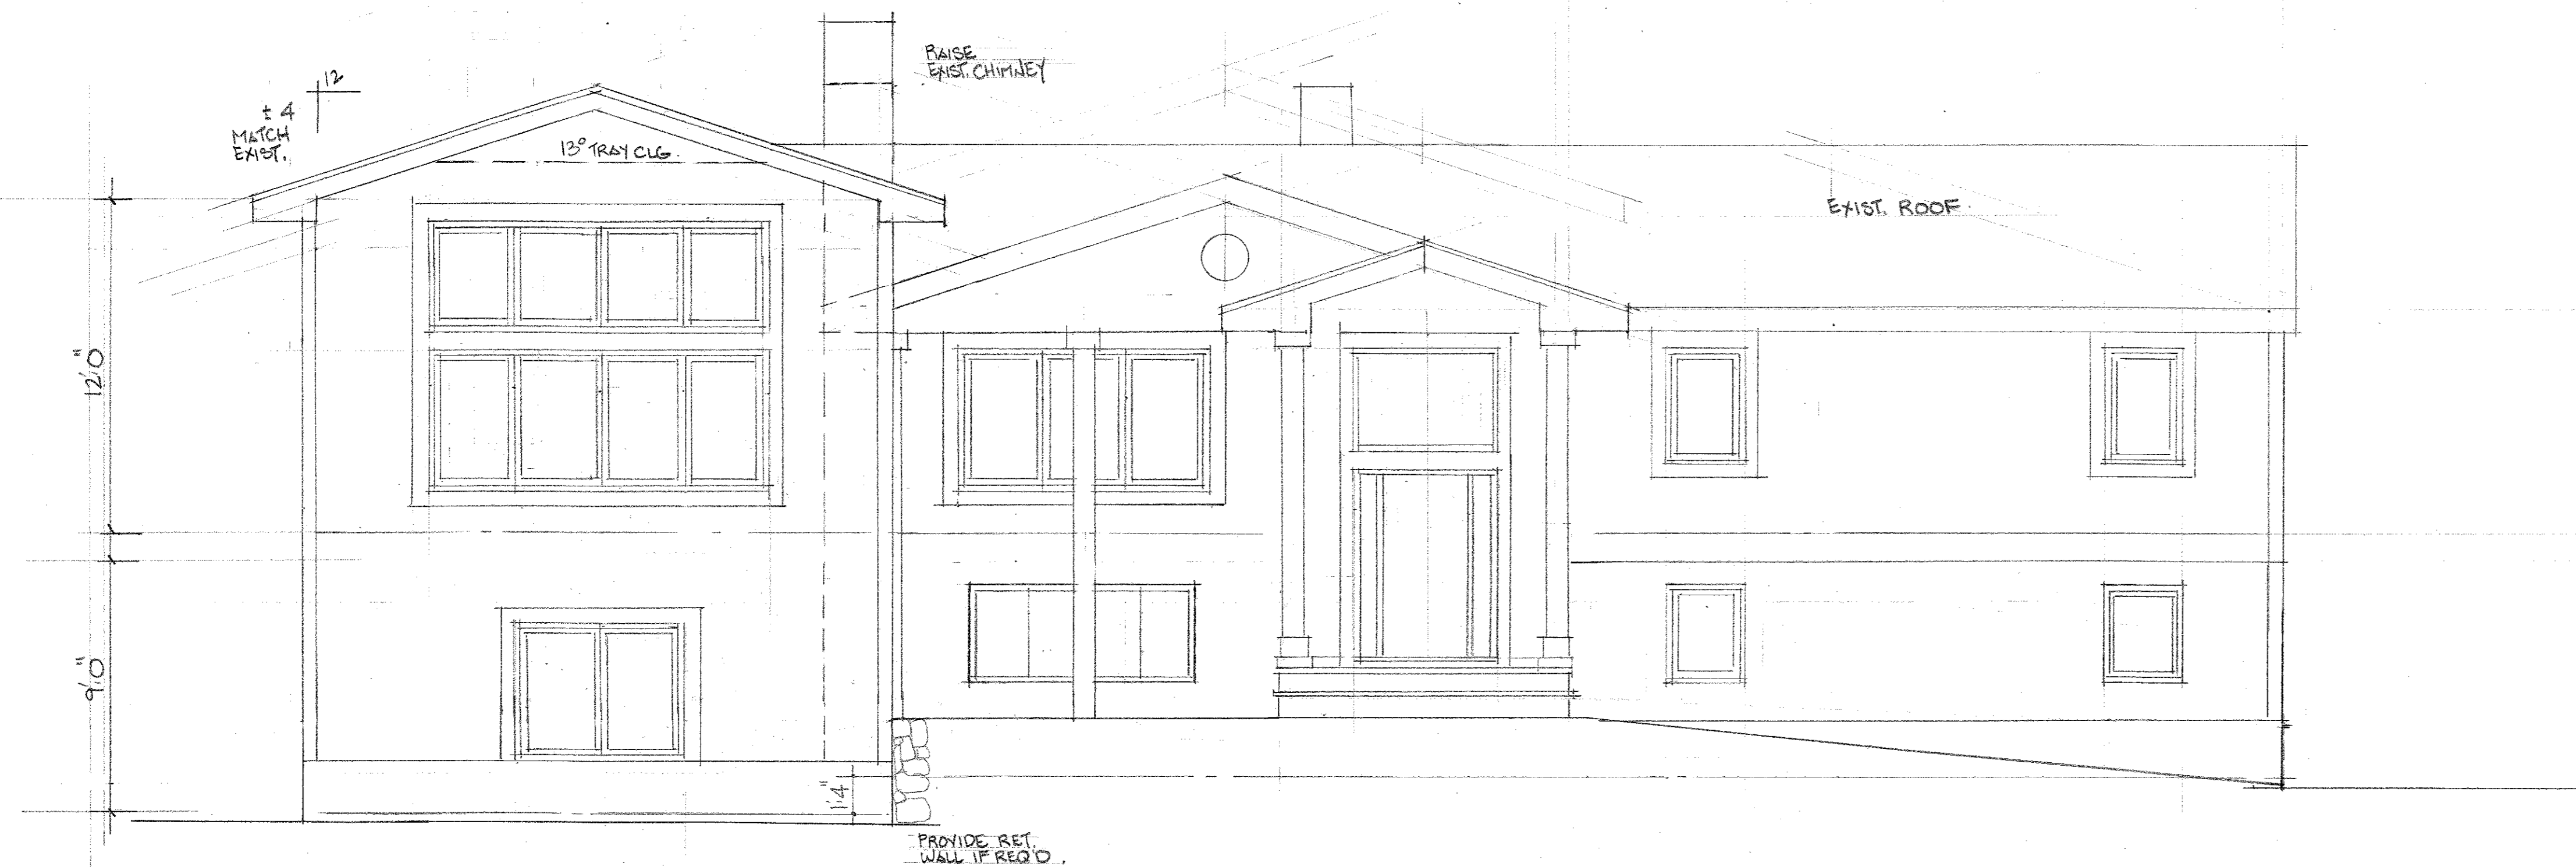 RAISE
EXIST. CHIMNEY
12
± 4
MATCH
EXIST.
13° TRAY CLG.
EXIST. ROOF
12'0"
9'0"
1'4"
PROVIDE RET.
WALL IF REQ'D.